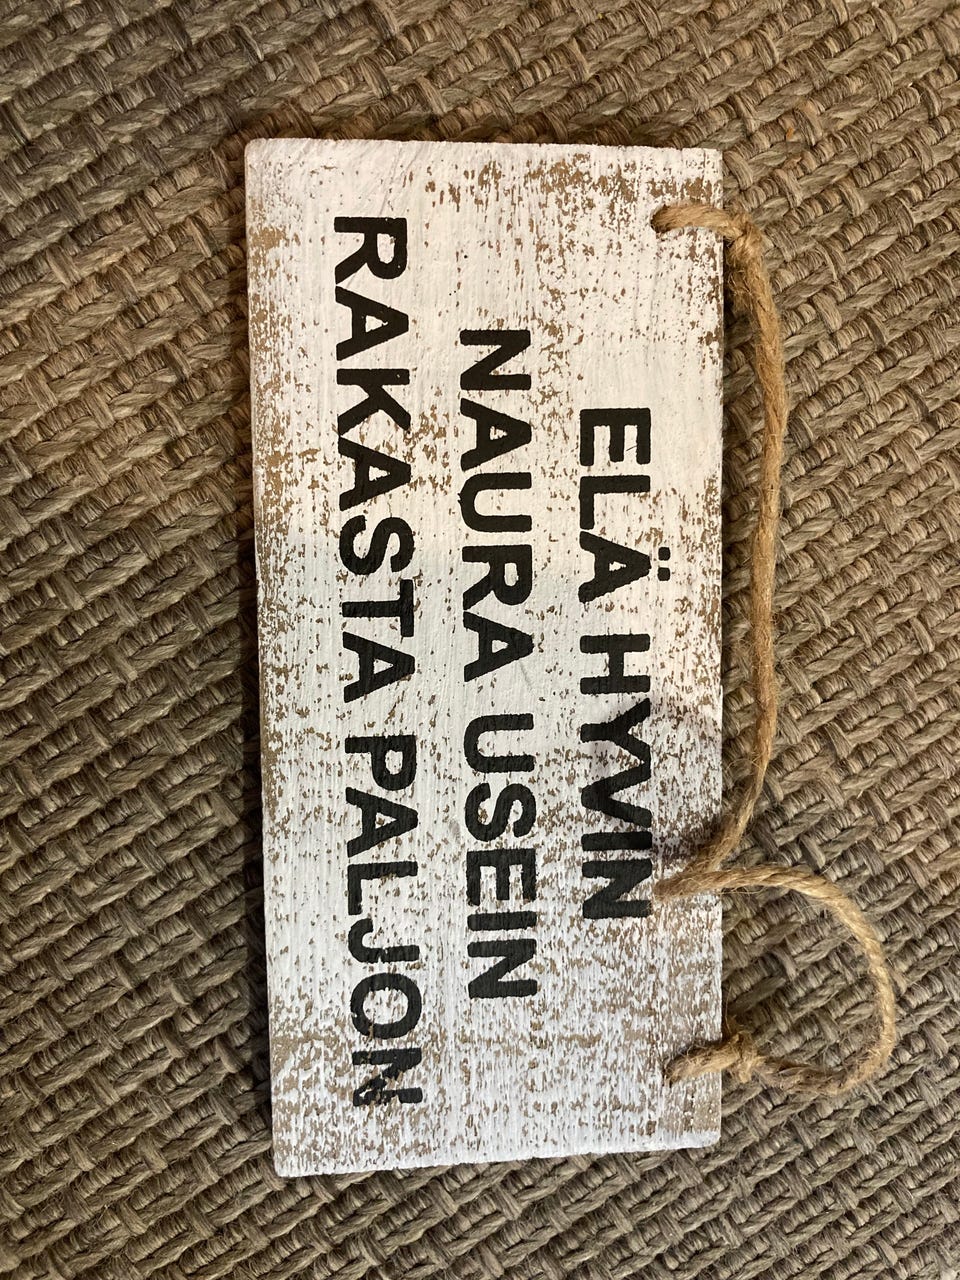 ELÄ HYVIN
NAURA USEIN
RAKASTA PALJON